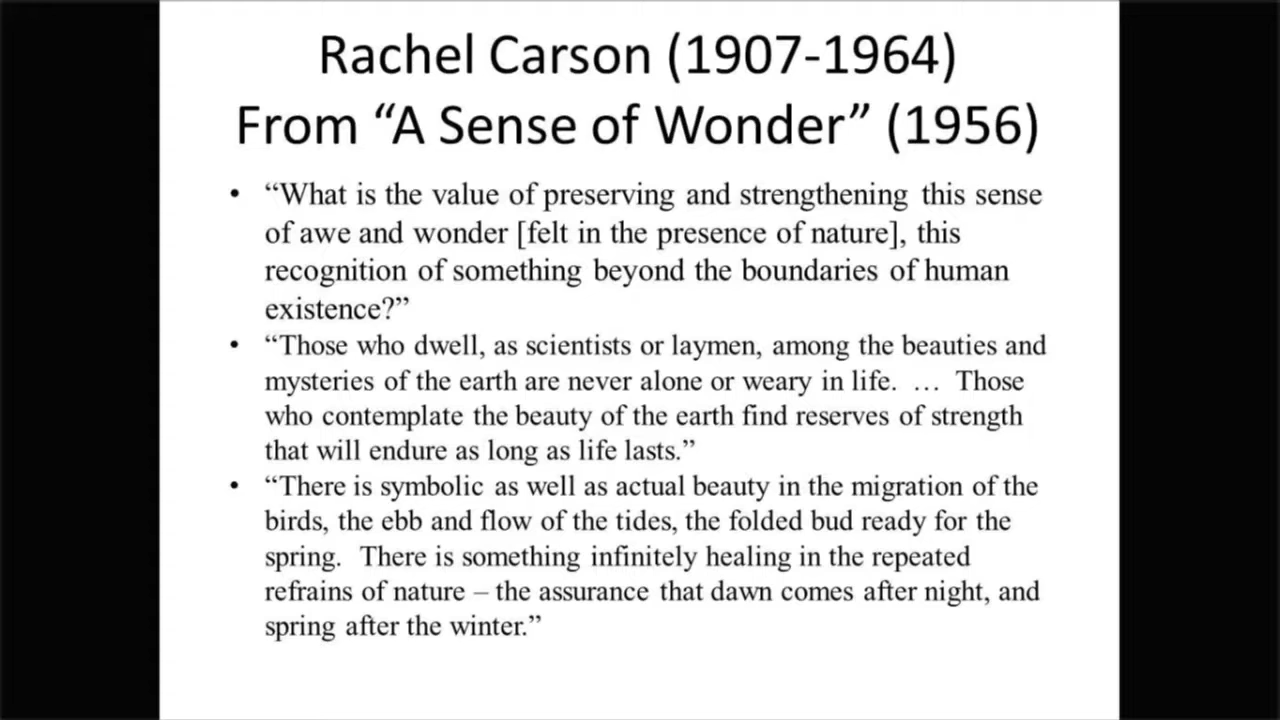 Rachel Carson (1907-1964)
From “A Sense of Wonder” (1956)
• “What is the value of preserving and strengthening this sense
of awe and wonder [felt in the presence of nature], this
recognition of something beyond the boundaries of human
existence?”
• “Those who dwell, as scientists or laymen, among the beauties and
mysteries of the earth are never alone or weary in life. … Those
who contemplate the beauty of the earth find reserves of strength
that will endure as long as life lasts.”
• “There is symbolic as well as actual beauty in the migration of the
birds, the ebb and flow of the tides, the folded bud ready for the
spring. There is something infinitely healing in the repeated
refrains of nature – the assurance that dawn comes after night, and
spring after the winter.”